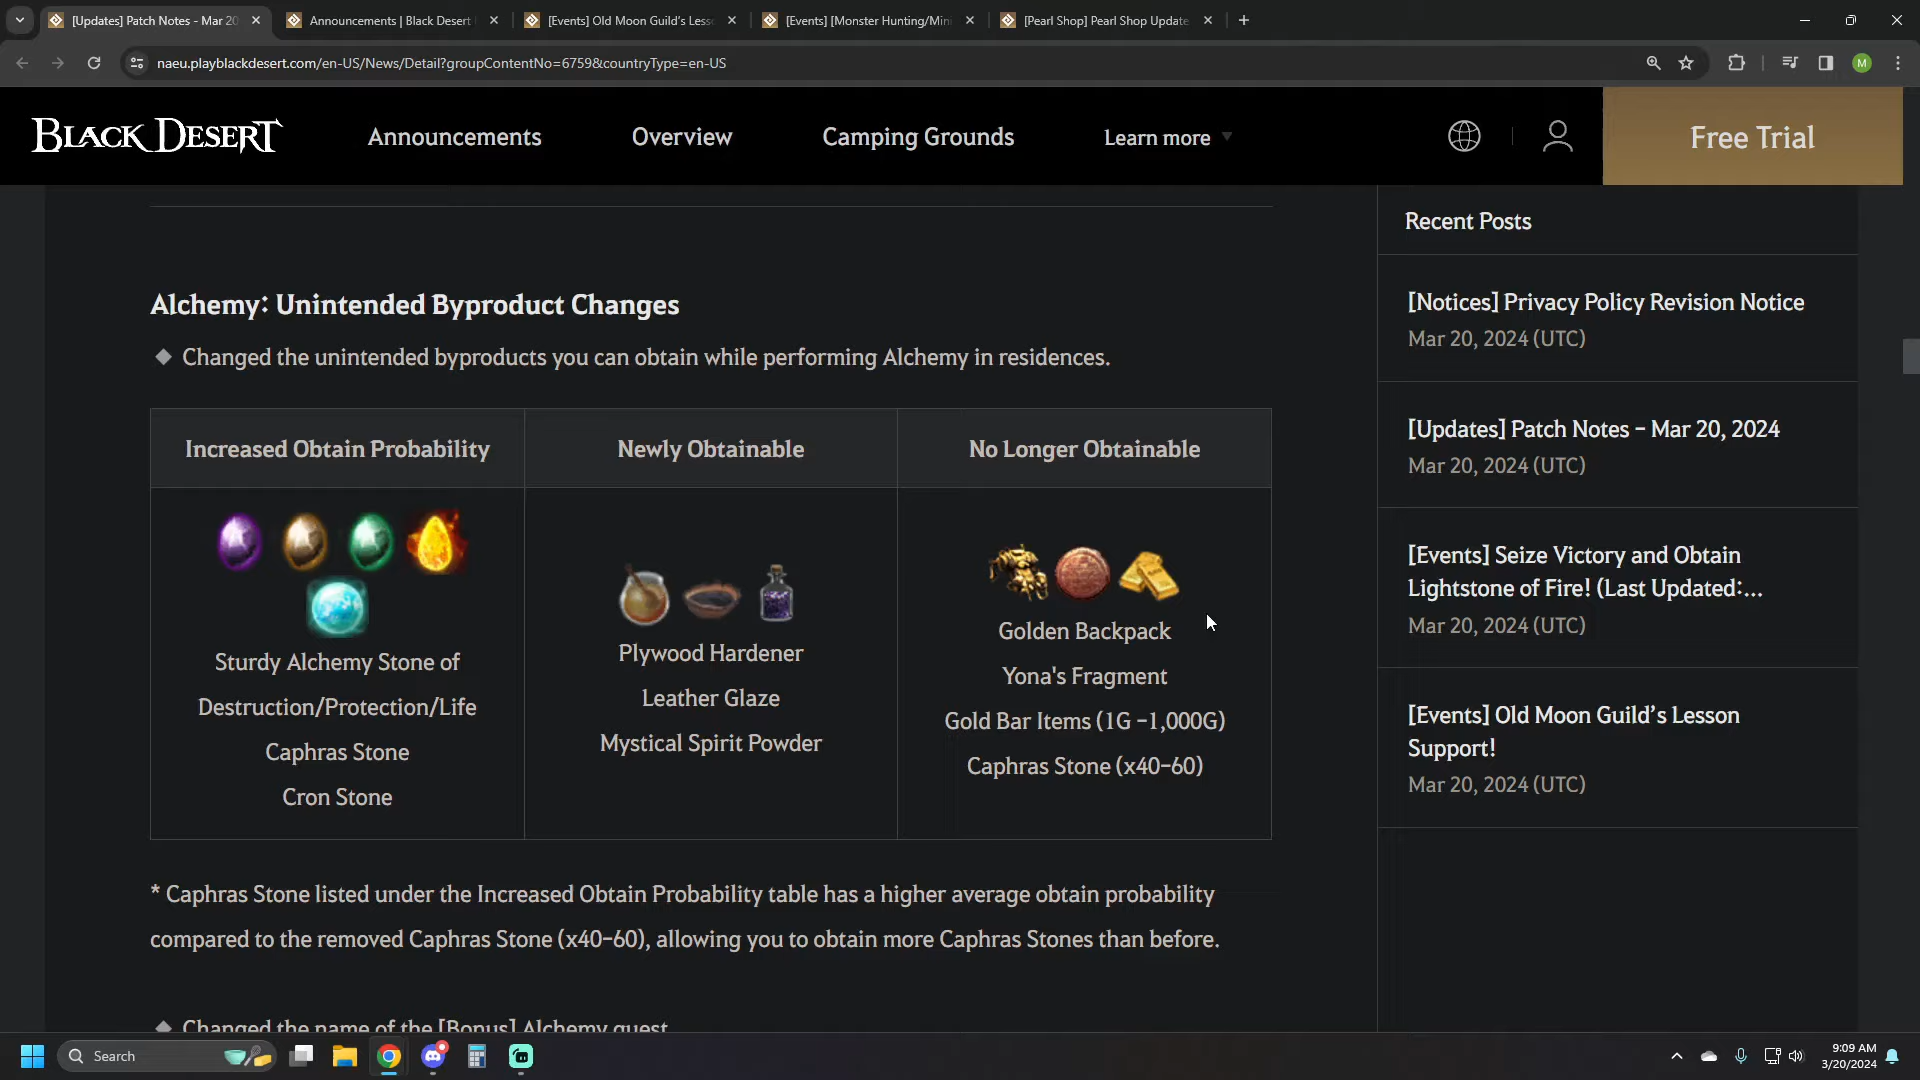 [Updates] Patch Notes - Mar 20
Announcements | Black Desert
[Events] Old Moon Guild's Less
[Events] [Monster Hunting/Mini
[Pearl Shop] Pearl Shop Update
naeu.playblackdesert.com/en-US/News/Detail?groupContentNo=6759&countryType=en-US
M
BLACK DESERT
Announcements
Overview
Camping Grounds
Learn more
Free Trial
Alchemy: Unintended Byproduct Changes
Changed the unintended byproducts you can obtain while performing Alchemy in residences.
Increased Obtain Probability
Newly Obtainable
No Longer Obtainable
Sturdy Alchemy Stone of
Destruction/Protection/Life
Caphras Stone
Cron Stone
Plywood Hardener
Leather Glaze
Mystical Spirit Powder
Golden Backpack
Yona's Fragment
Gold Bar Items (1G -1,000G)
Caphras Stone (x40-60)
* Caphras Stone listed under the Increased Obtain Probability table has a higher average obtain probability
compared to the removed Caphras Stone (x40-60), allowing you to obtain more Caphras Stones than before.
Changed the name of the [Bonus] Alchemy quest
Recent Posts
[Notices] Privacy Policy Revision Notice
Mar 20, 2024 (UTC)
[Updates] Patch Notes - Mar 20, 2024
Mar 20, 2024 (UTC)
[Events] Seize Victory and Obtain
Lightstone of Fire! (Last Updated:...
Mar 20, 2024 (UTC)
[Events] Old Moon Guild's Lesson
Support!
Mar 20, 2024 (UTC)
Search
9:09 AM
3/20/2024